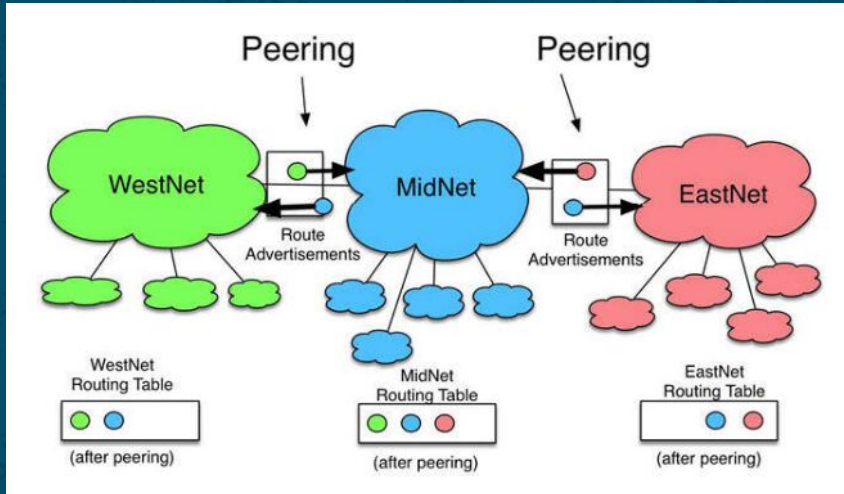 Peering
Peering
WestNet
MidNet
EastNet
Route
Advertisements
Route
Advertisements
WestNet
Routing Table
(after peering)
MidNet
Routing Table
(after peering)
EastNet
Routing Table
(after peering)